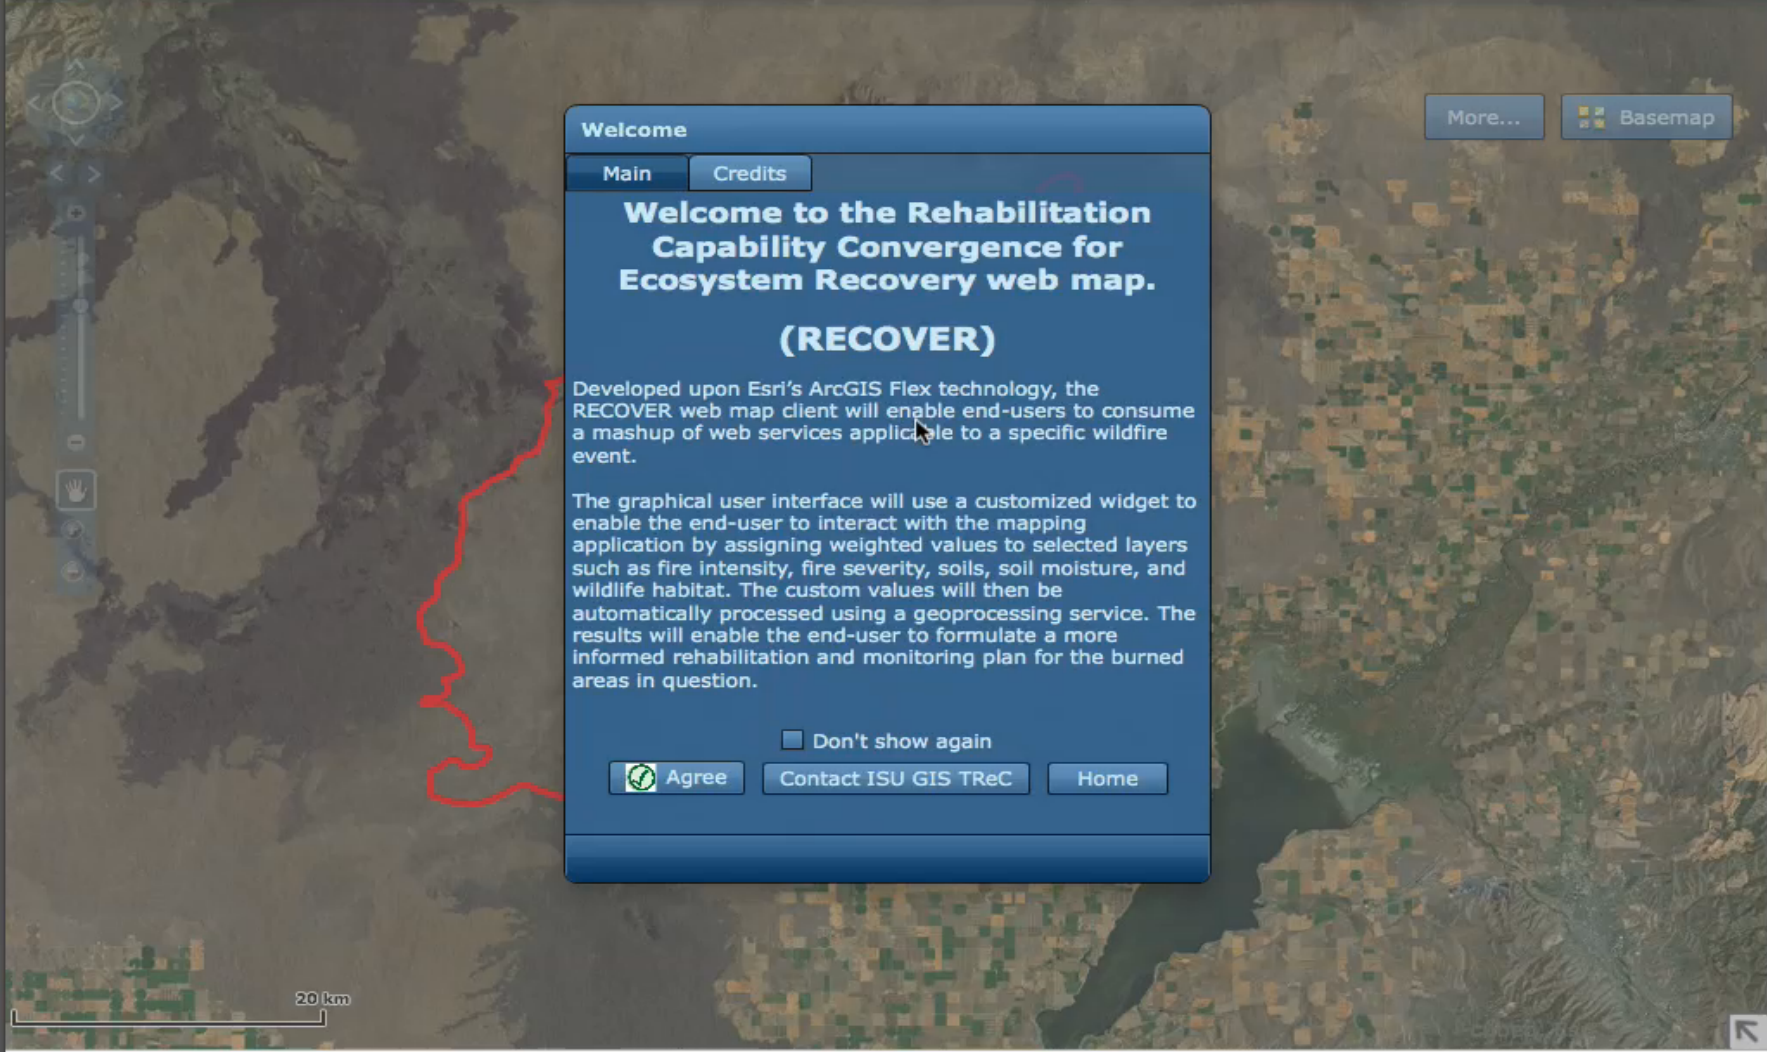 More...
Basemap
Welcome
Main
Credits
Welcome to the Rehabilitation
Capability Convergence for
Ecosystem Recovery web map.
(RECOVER)
Developed upon Esri's ArcGIS Flex technology, the
RECOVER web map client will enable end-users to consume
a mashup of web services applicable to a specific wildfire
event.
The graphical user interface will use a customized widget to
enable the end-user to interact with the mapping
application by assigning weighted values to selected layers
such as fire intensity, fire severity, soils, soil moisture, and
wildlife habitat. The custom values will then be
automatically processed using a geoprocessing service. The
results will enable the end-user to formulate a more
informed rehabilitation and monitoring plan for the burned
areas in question.
Don't show again
Agree
Contact ISU GIS TReC
Home
20 km